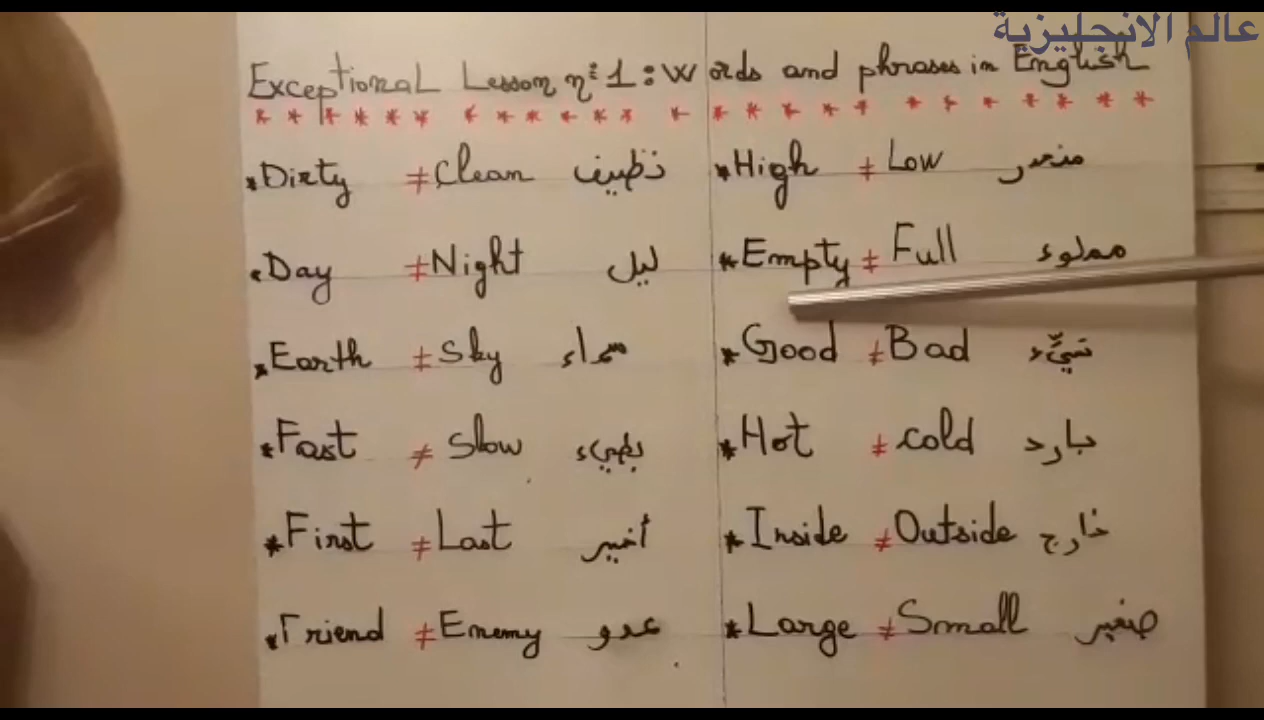 عالم الانجليزية
Exceptional Lesson n° 1 : Words and phrases in English
* * * * * * * * * * * * * * * * * * * * * * * * *
*Dirty ≠ Clean نظيف
*Day ≠ Night ليل
*Earth ≠ Sky سماء
*Fast ≠ Slow بطيء
*First ≠ Last أخير
*Friend ≠ Enemy عدو
*High ≠ Low
*Empty ≠ Full مملوء
*Good ≠ Bad
*Hot ≠ cold بارد
*Inside ≠ Outside خارج
*Large ≠ Small صغير